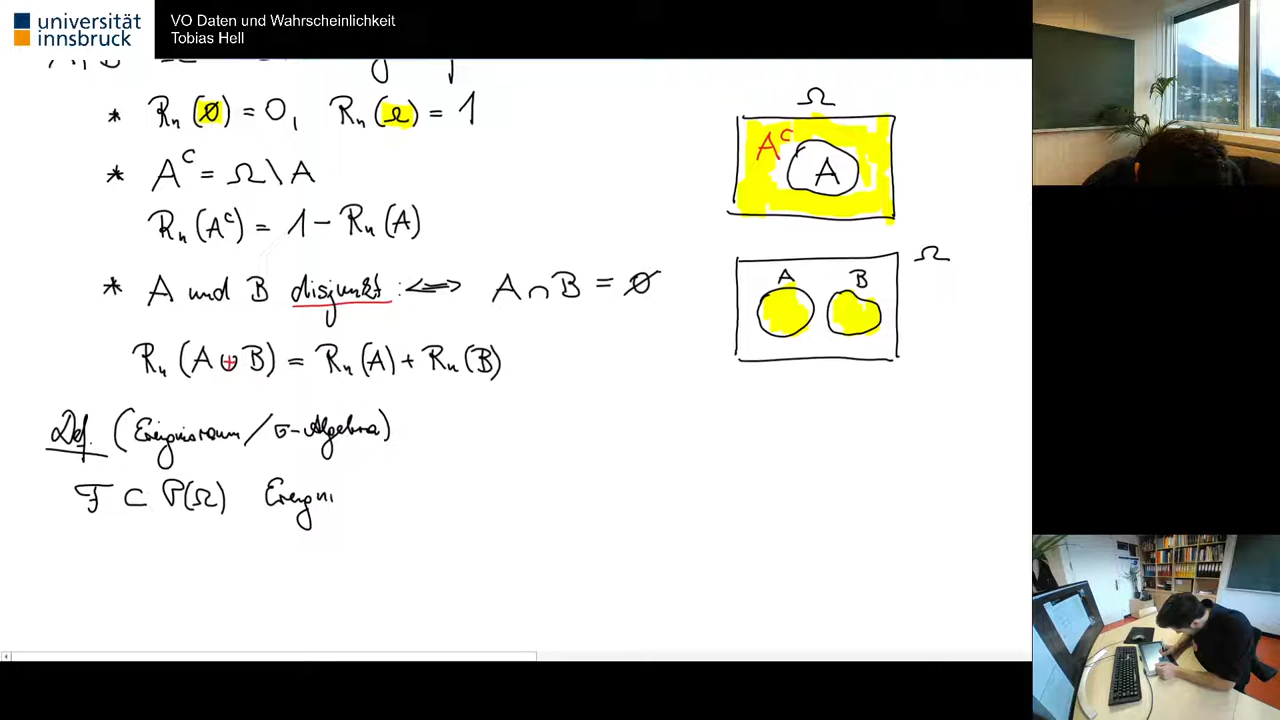 universität
innsbruck
VO Daten und Wahrscheinlichkeit
Tobias Hell
* Rₙ(∅) = 0, Rₙ(Ω) = 1
* Aᶜ = Ω\A
Rₙ(Aᶜ) = 1 - Rₙ(A)
* A und B disjunkt :⟺ A∩B = ∅
Rₙ(A⊎B) = Rₙ(A) + Rₙ(B)
Def. (Ereignisraum/σ-Algebra)
F ⊂ P(Ω) Ereigni
Ω
Aᶜ
A
Ω
A B